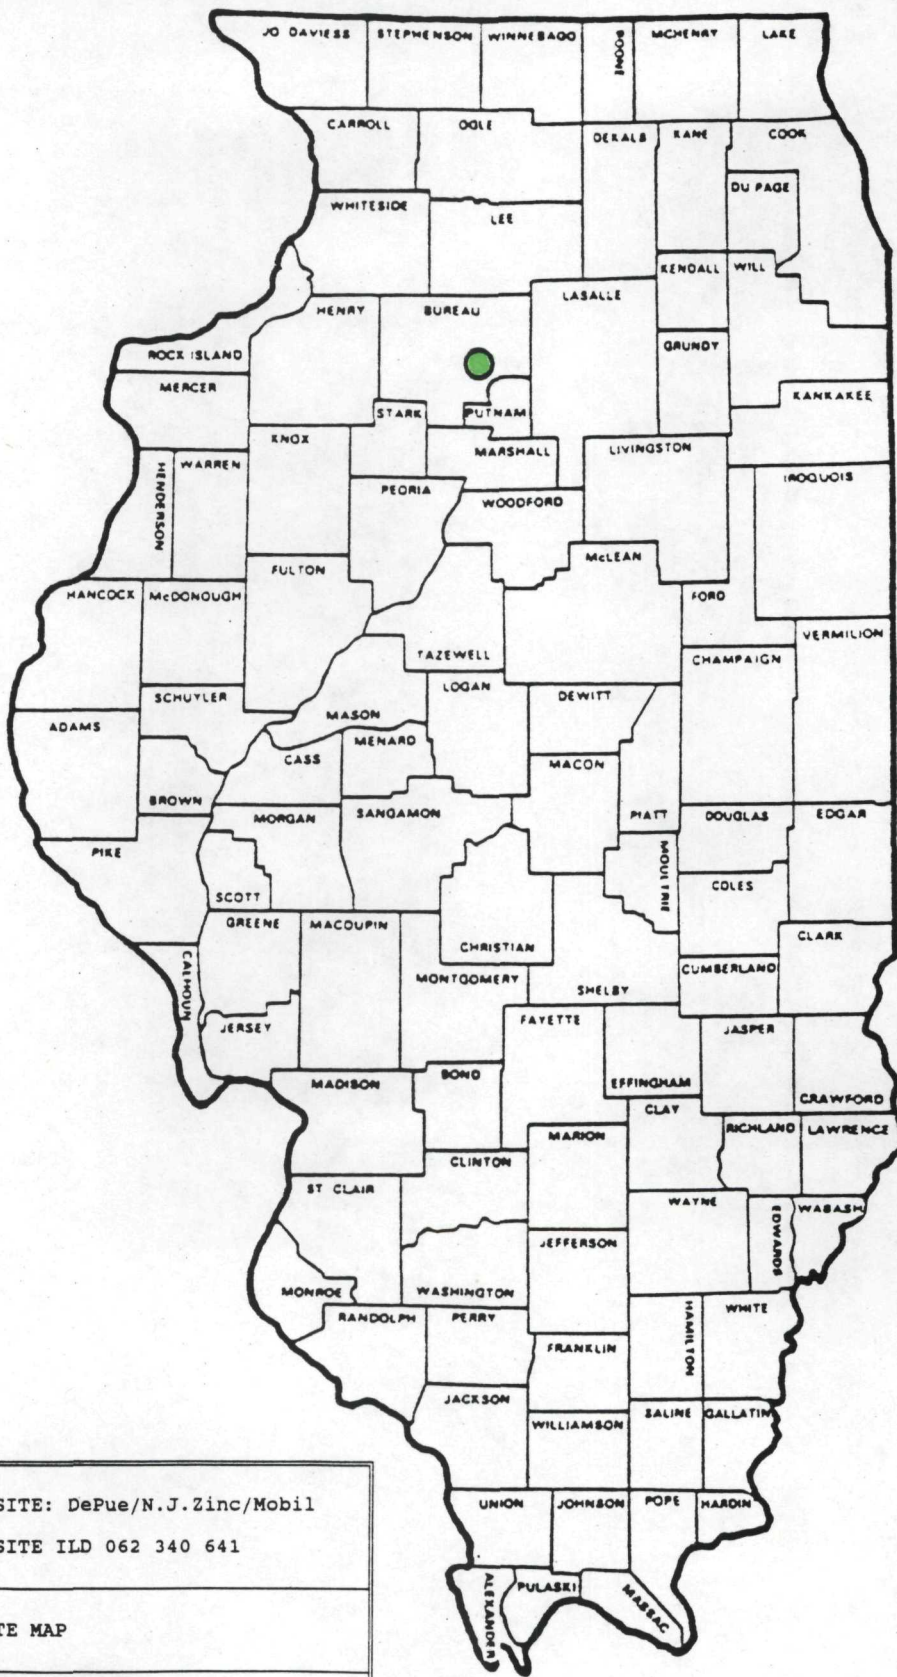 JO DAVIESS STEPHENSON WINNEBAGO BOONE MCHENRY LAKE
CARROLL OGLE DEKALB KANE COOK
DU PAGE
WHITESIDE LEE
KENDALL WILL
HENRY BUREAU LASALLE
ROCK ISLAND GRUNDY
MERCER KANKAKEE
STARK PUTNAM
KNOX MARSHALL LIVINGSTON
HENDERSON WARREN PEORIA IROQUOIS
WOODFORD
FULTON McLEAN
HANCOCK McDONOUGH FORD
TAZEWELL VERMILION
CHAMPAIGN
SCHUYLER LOGAN DEWITT
ADAMS MASON
CASS MENARD MACON
BROWN MORGAN SANGAMON PIATT DOUGLAS EDGAR
PIKE MOULTRIE
SCOTT COLES
GREENE MACOUPIN CHRISTIAN CLARK
CALHOUN MONTGOMERY CUMBERLAND
SHELBY
JERSEY FAYETTE JASPER
MADISON BOND EFFINGHAM
CLAY CRAWFORD
MARION RICHLAND LAWRENCE
CLINTON
ST CLAIR WAYNE EDWARDS WABASH
JEFFERSON
MONROE WASHINGTON
RANDOLPH PERRY HAMILTON WHITE
FRANKLIN
JACKSON SALINE GALLATIN
WILLIAMSON
UNION JOHNSON POPE HARDIN
ALEXANDER PULASKI MASSAC
SITE: DePue/N.J.Zinc/Mobil
SITE ILD 062 340 641
TE MAP